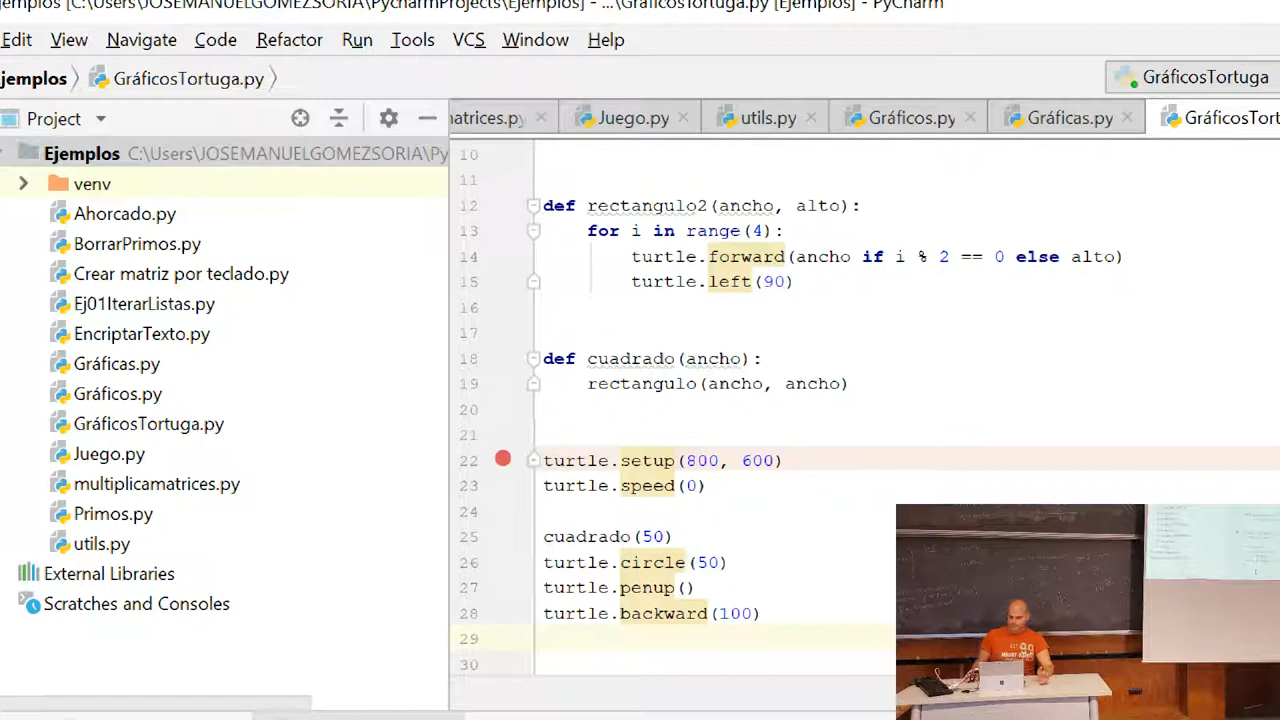 jemplos [C:\Users\JOSEMANUELGOMEZSORIA\PycharmProjects\Ejemplos] - ...\GráficosTortuga.py [Ejemplos] - PyCharm
Edit View Navigate Code Refactor Run Tools VCS Window Help
jemplos GráficosTortuga.py GráficosTortuga
Project
natrices.py Juego.py utils.py Gráficos.py Gráficas.py GráficosTort
Ejemplos C:\Users\JOSEMANUELGOMEZSORIA\Py
venv
Ahorcado.py
BorrarPrimos.py
Crear matriz por teclado.py
Ej01IterarListas.py
EncriptarTexto.py
Gráficas.py
Gráficos.py
GráficosTortuga.py
Juego.py
multiplicamatrices.py
Primos.py
utils.py
External Libraries
Scratches and Consoles
10
11
12 def rectangulo2(ancho, alto):
13 for i in range(4):
14 turtle.forward(ancho if i % 2 == 0 else alto)
15 turtle.left(90)
16
17
18 def cuadrado(ancho):
19 rectangulo(ancho, ancho)
20
21
22 turtle.setup(800, 600)
23 turtle.speed(0)
24
25 cuadrado(50)
26 turtle.circle(50)
27 turtle.penup()
28 turtle.backward(100)
29
30